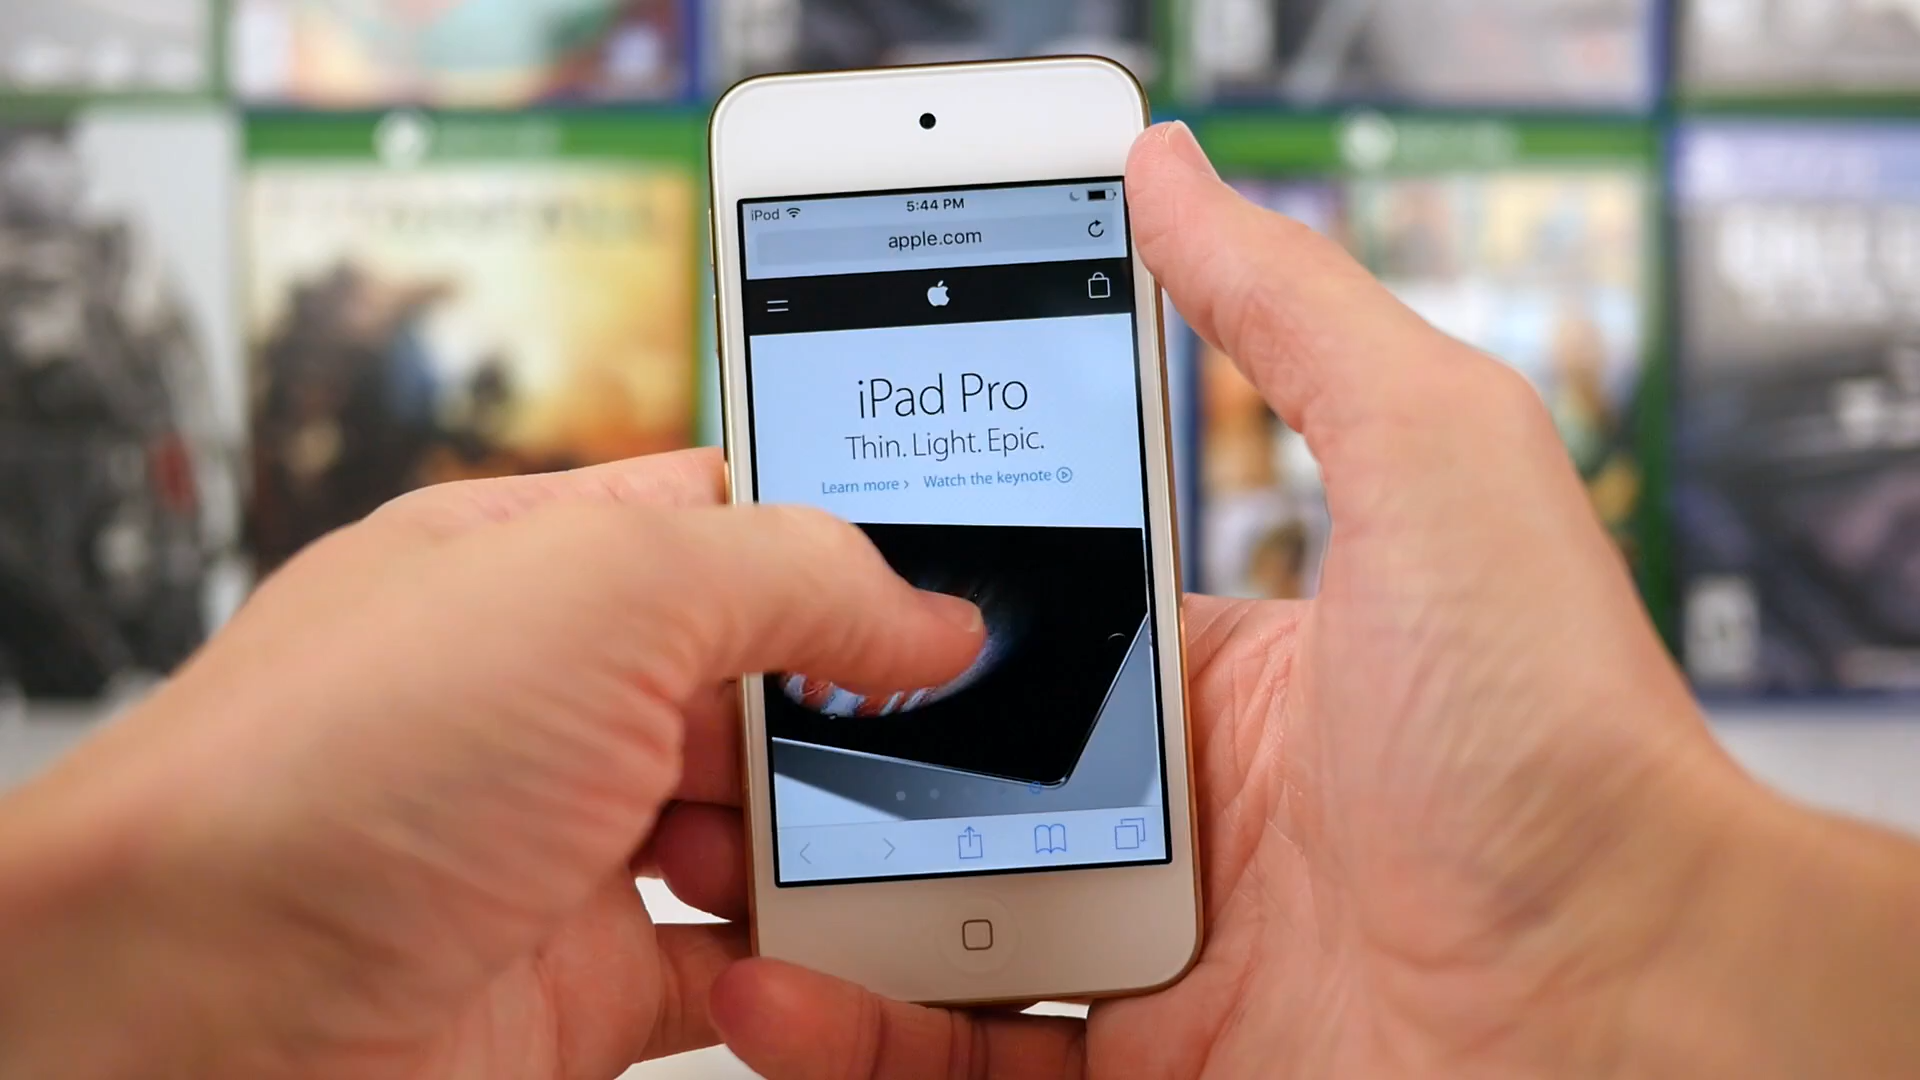 iPod 5:44 PM
apple.com
iPad Pro
Thin. Light. Epic.
Learn more > Watch the keynote